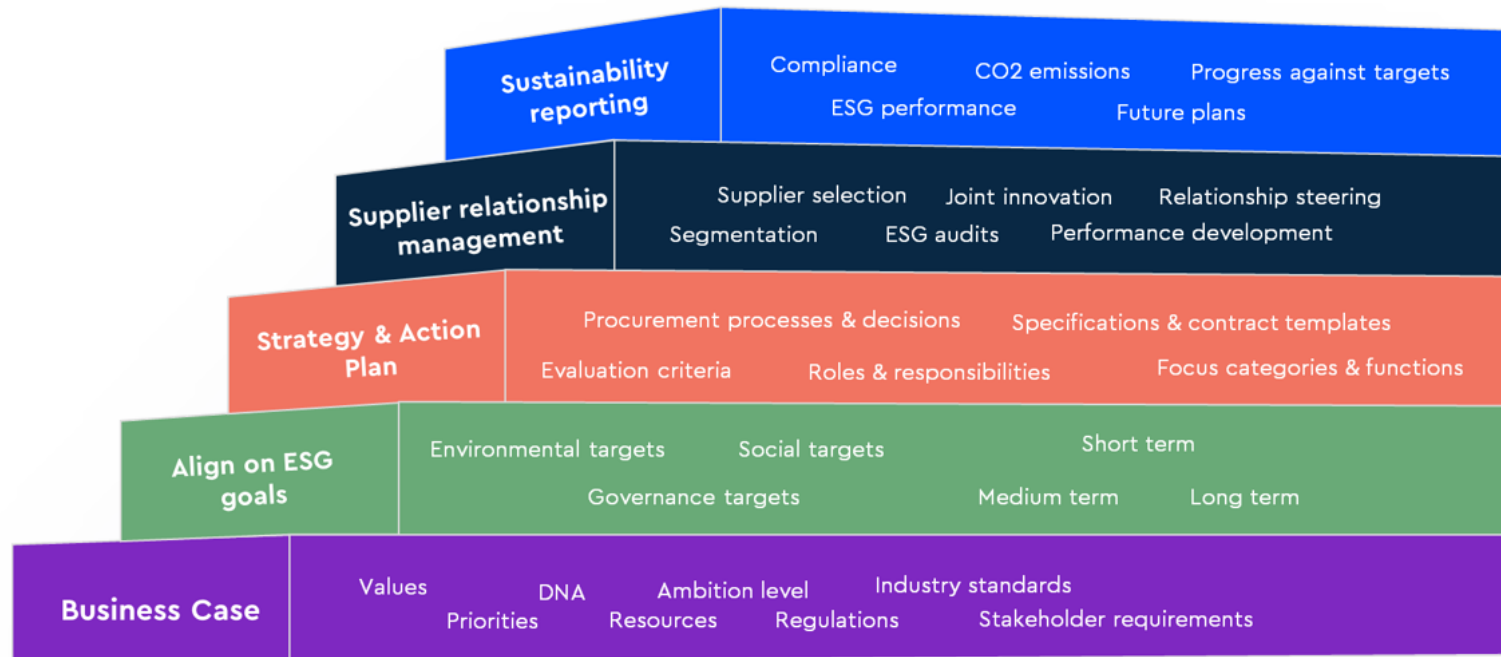 Sustainability
reporting
Compliance
CO2 emissions
Progress against targets
ESG performance
Future plans
Supplier relationship
management
Supplier selection
Joint innovation
Relationship steering
Segmentation
ESG audits
Performance development
Strategy & Action
Plan
Procurement processes & decisions
Specifications & contract templates
Evaluation criteria
Roles & responsibilities
Focus categories & functions
Align on ESG
goals
Environmental targets
Social targets
Short term
Governance targets
Medium term
Long term
Business Case
Values
DNA
Ambition level
Industry standards
Priorities
Resources
Regulations
Stakeholder requirements